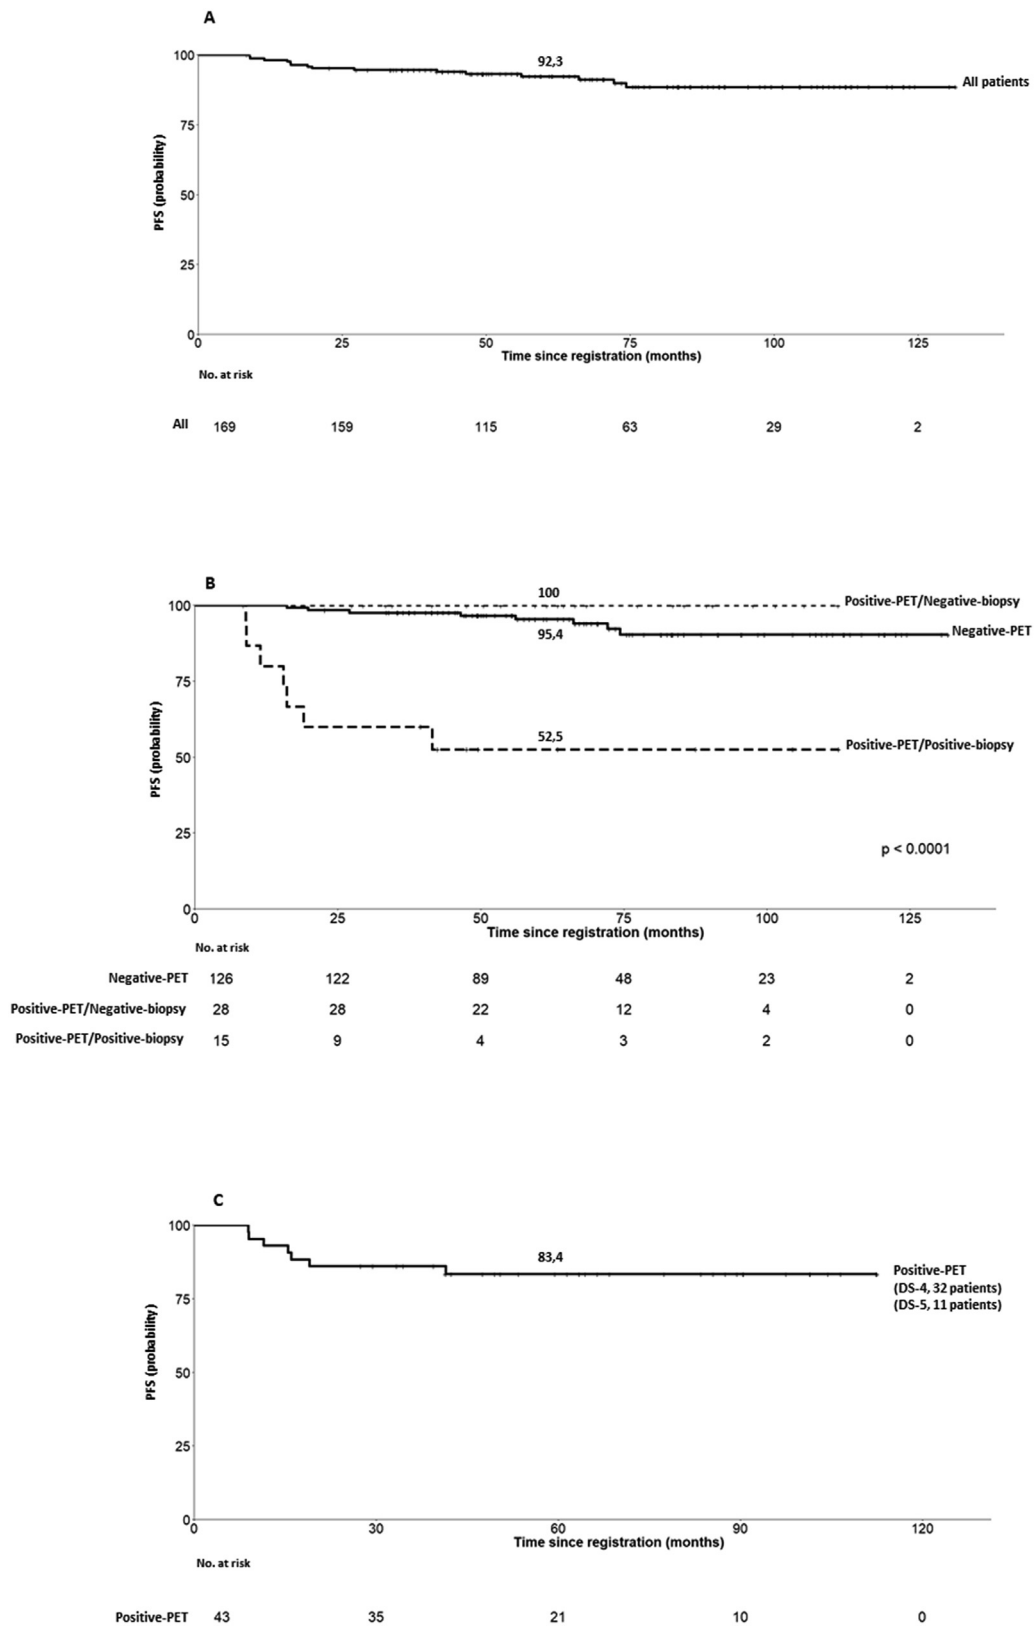 A
100
92,3
All patients
75
PFS (probability)
50
25
0
0 25 50 75 100 125
Time since registration (months)
No. at risk
All 169 159 115 63 29 2
B
100
100
Positive-PET/Negative-biopsy
95,4
Negative-PET
75
PFS (probability)
52,5
Positive-PET/Positive-biopsy
50
25
p < 0.0001
0
0 25 50 75 100 125
Time since registration (months)
No. at risk
Negative-PET 126 122 89 48 23 2
Positive-PET/Negative-biopsy 28 28 22 12 4 0
Positive-PET/Positive-biopsy 15 9 4 3 2 0
C
100
83,4
Positive-PET
(DS-4, 32 patients)
(DS-5, 11 patients)
75
PFS (probability)
50
25
0
0 30 60 90 120
Time since registration (months)
No. at risk
Positive-PET 43 35 21 10 0